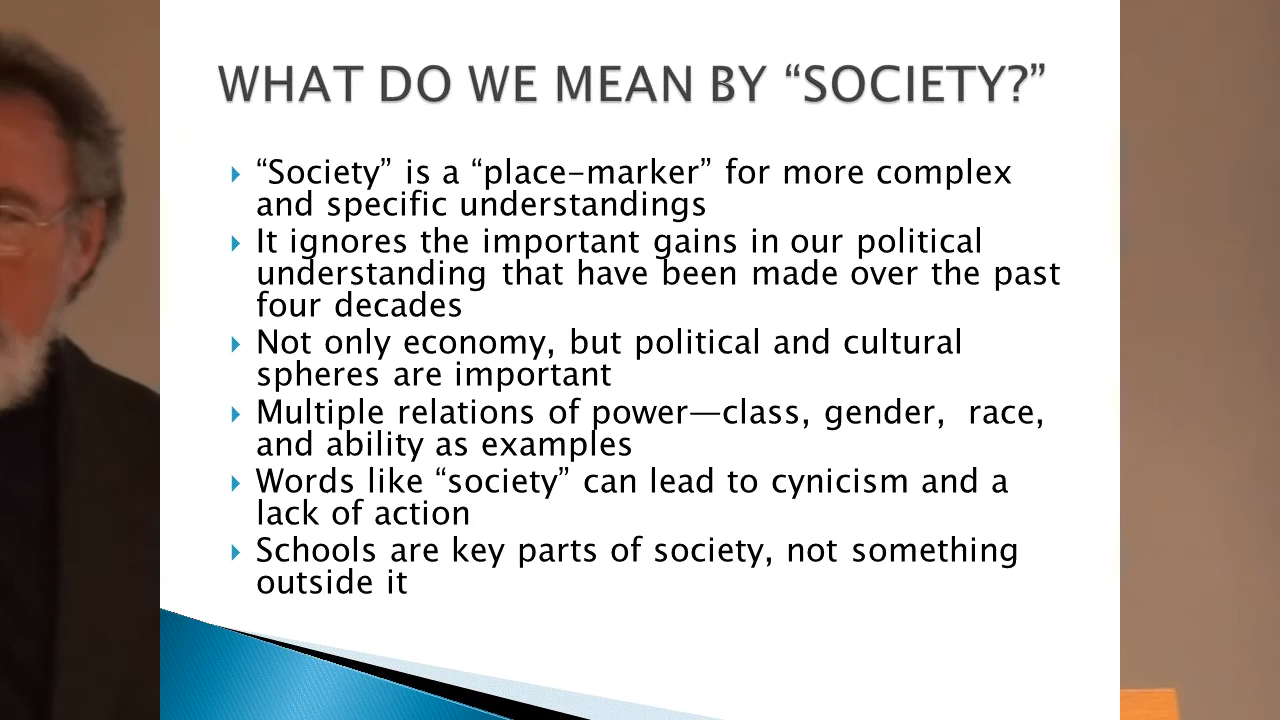 WHAT DO WE MEAN BY “SOCIETY?”
“Society” is a “place-marker” for more complex
and specific understandings
It ignores the important gains in our political
understanding that have been made over the past
four decades
Not only economy, but political and cultural
spheres are important
Multiple relations of power—class, gender, race,
and ability as examples
Words like “society” can lead to cynicism and a
lack of action
Schools are key parts of society, not something
outside it